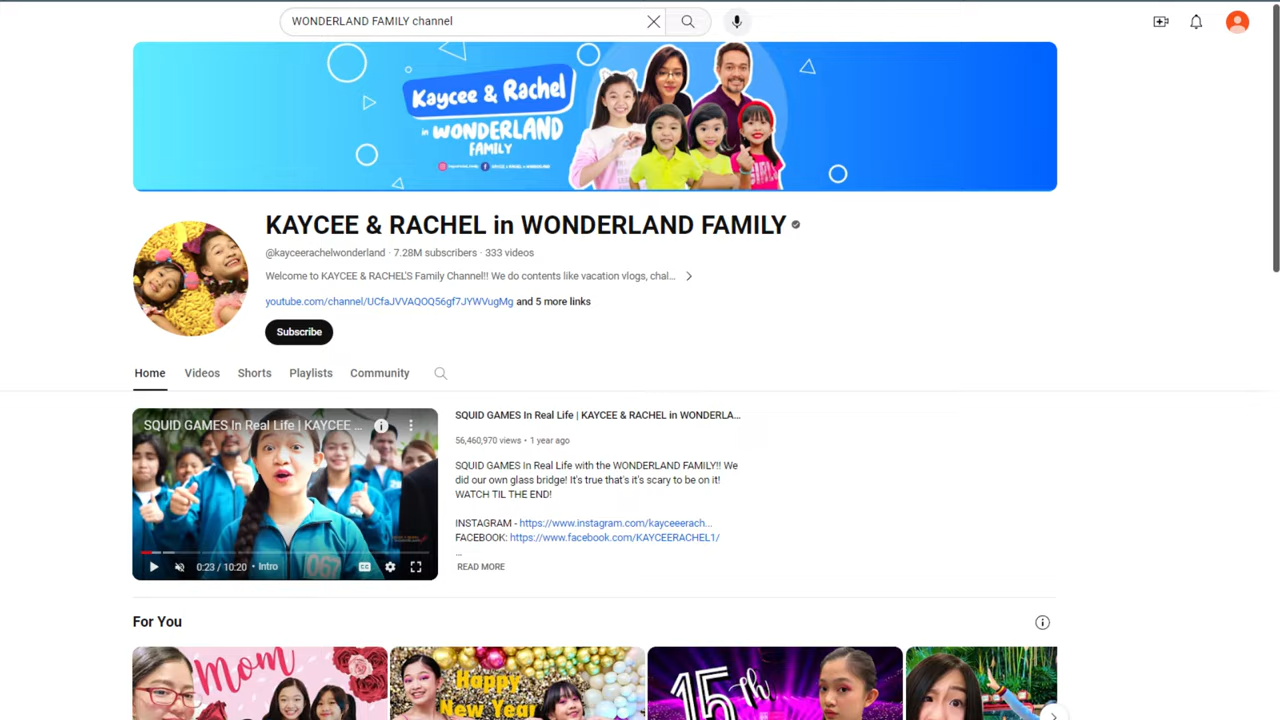 WONDERLAND FAMILY channel
Kaycee & Rachel
in WONDERLAND
FAMILY
KAYCEE & RACHEL in WONDERLAND FAMILY
@kayceerachelwonderland · 7.28M subscribers · 333 videos
Welcome to KAYCEE & RACHEL'S Family Channel!! We do contents like vacation vlogs, chal...
youtube.com/channel/UCfaJVVAQOQ56gf7JYWVugMg and 5 more links
Subscribe
Home Videos Shorts Playlists Community
SQUID GAMES In Real Life | KAYCEE ...
067
0:23 / 10:20 • Intro
SQUID GAMES In Real Life | KAYCEE & RACHEL in WONDERLA...
56,460,970 views • 1 year ago
SQUID GAMES In Real Life with the WONDERLAND FAMILY!! We
did our own glass bridge! It's true that's it's scary to be on it!
WATCH TIL THE END!
INSTAGRAM - https://www.instagram.com/kayceeerach...
FACEBOOK: https://www.facebook.com/KAYCEERACHEL1/
...
READ MORE
For You
Mom
Happy
New Year
15th